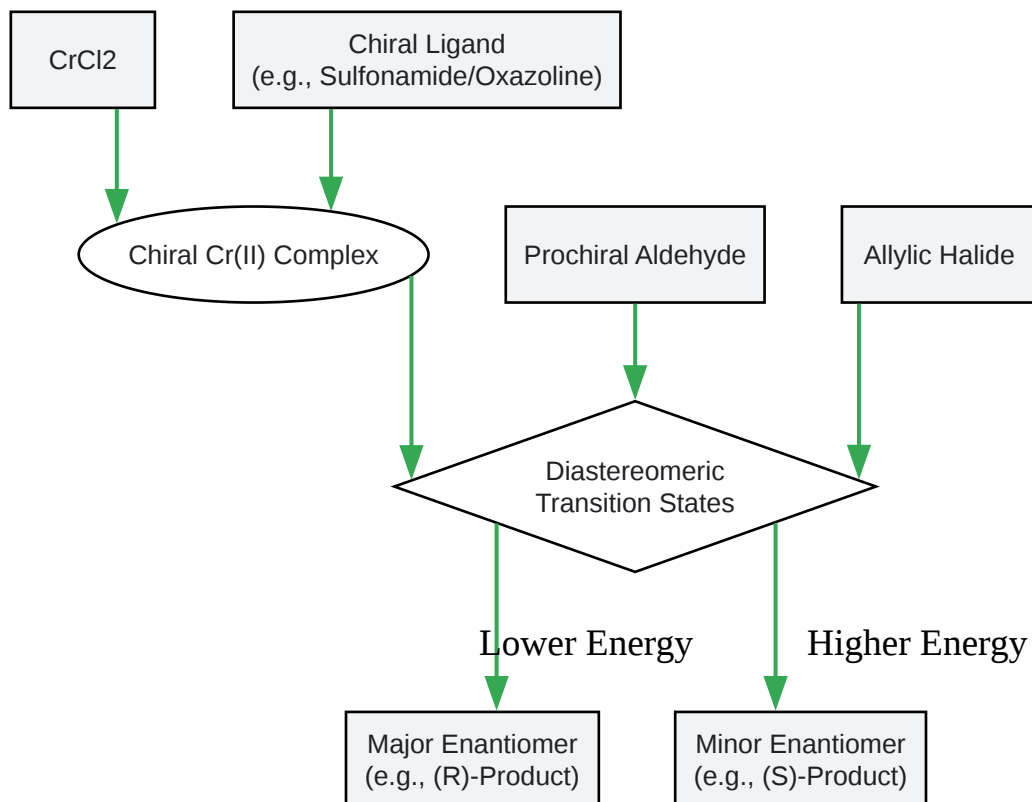 CrCl2
Chiral Ligand
(e.g., Sulfonamide/Oxazoline)
Chiral Cr(II) Complex
Prochiral Aldehyde
Allylic Halide
Diastereomeric
Transition States
Lower Energy
Higher Energy
Major Enantiomer
(e.g., (R)-Product)
Minor Enantiomer
(e.g., (S)-Product)